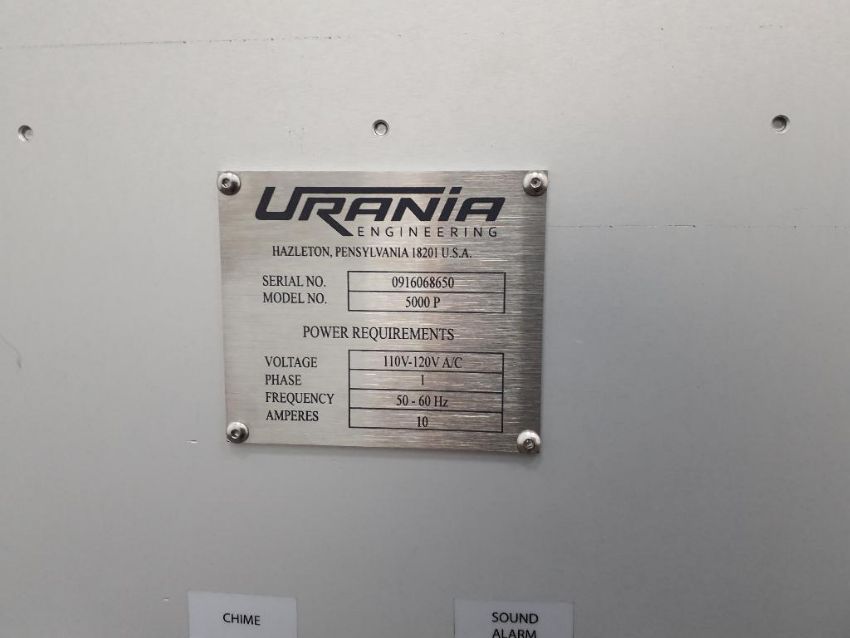 URANIA
ENGINEERING
HAZLETON, PENSYLVANIA 18201 U.S.A.
SERIAL NO. 0916068650
MODEL NO. 5000 P
POWER REQUIREMENTS
VOLTAGE 110V-120V A/C
PHASE 1
FREQUENCY 50 - 60 Hz
AMPERES 10
CHIME
SOUND
ALARM